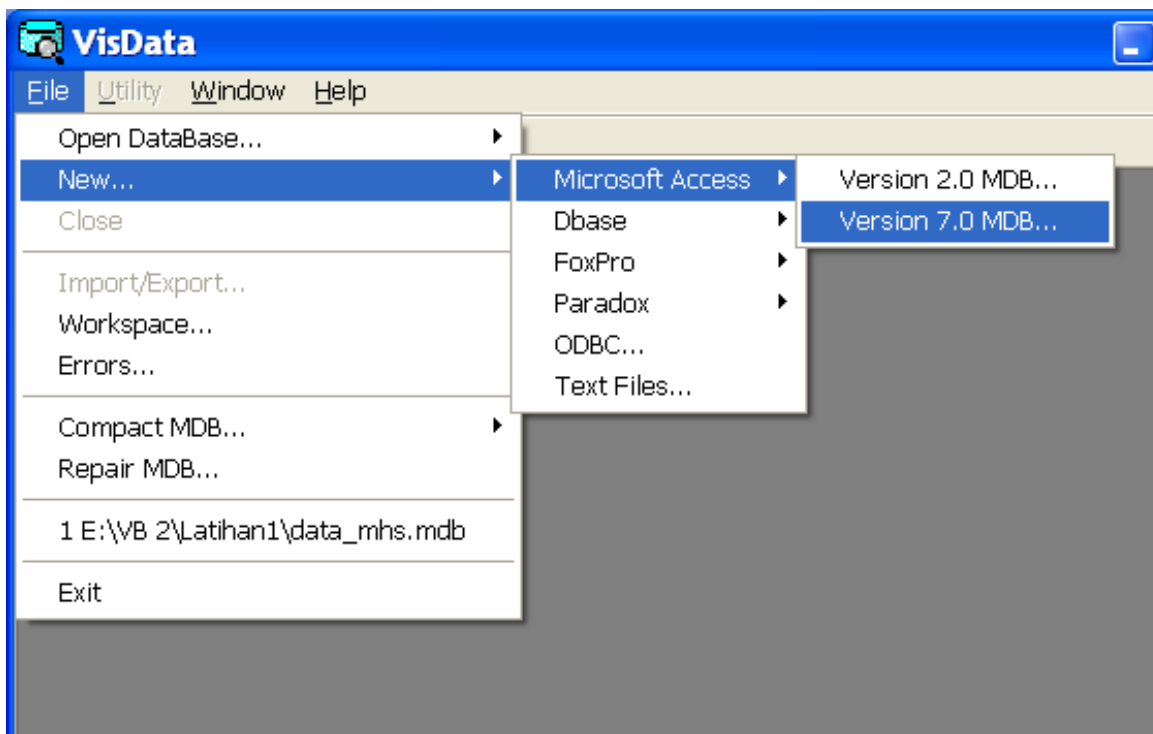 VisData
File Utility Window Help
Open DataBase...
New...
Close
Import/Export...
Workspace...
Errors...
Compact MDB...
Repair MDB...
1 E:\VB 2\Latihan1\data_mhs.mdb
Exit
Microsoft Access
Dbase
FoxPro
Paradox
ODBC...
Text Files...
Version 2.0 MDB...
Version 7.0 MDB...